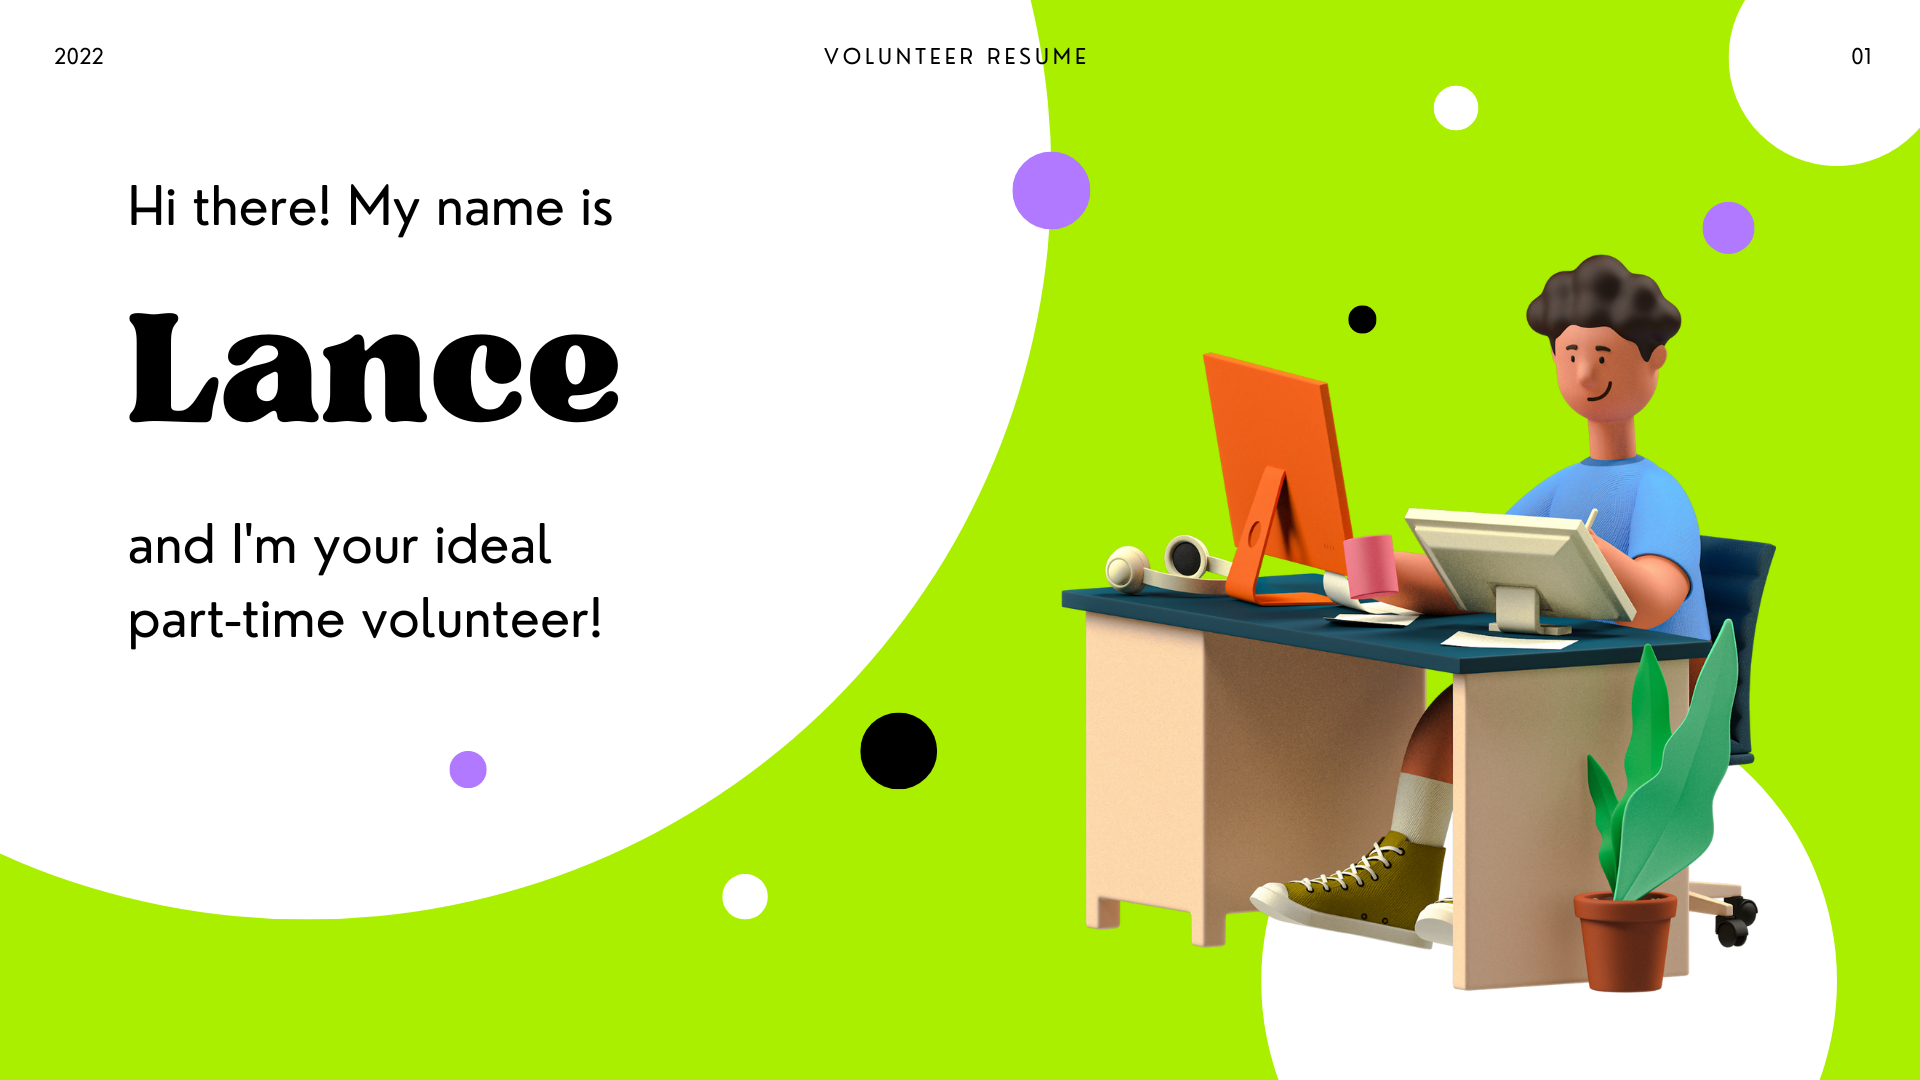 2022
VOLUNTEER RESUME
01
Hi there! My name is
Lance
and I'm your ideal
part-time volunteer!